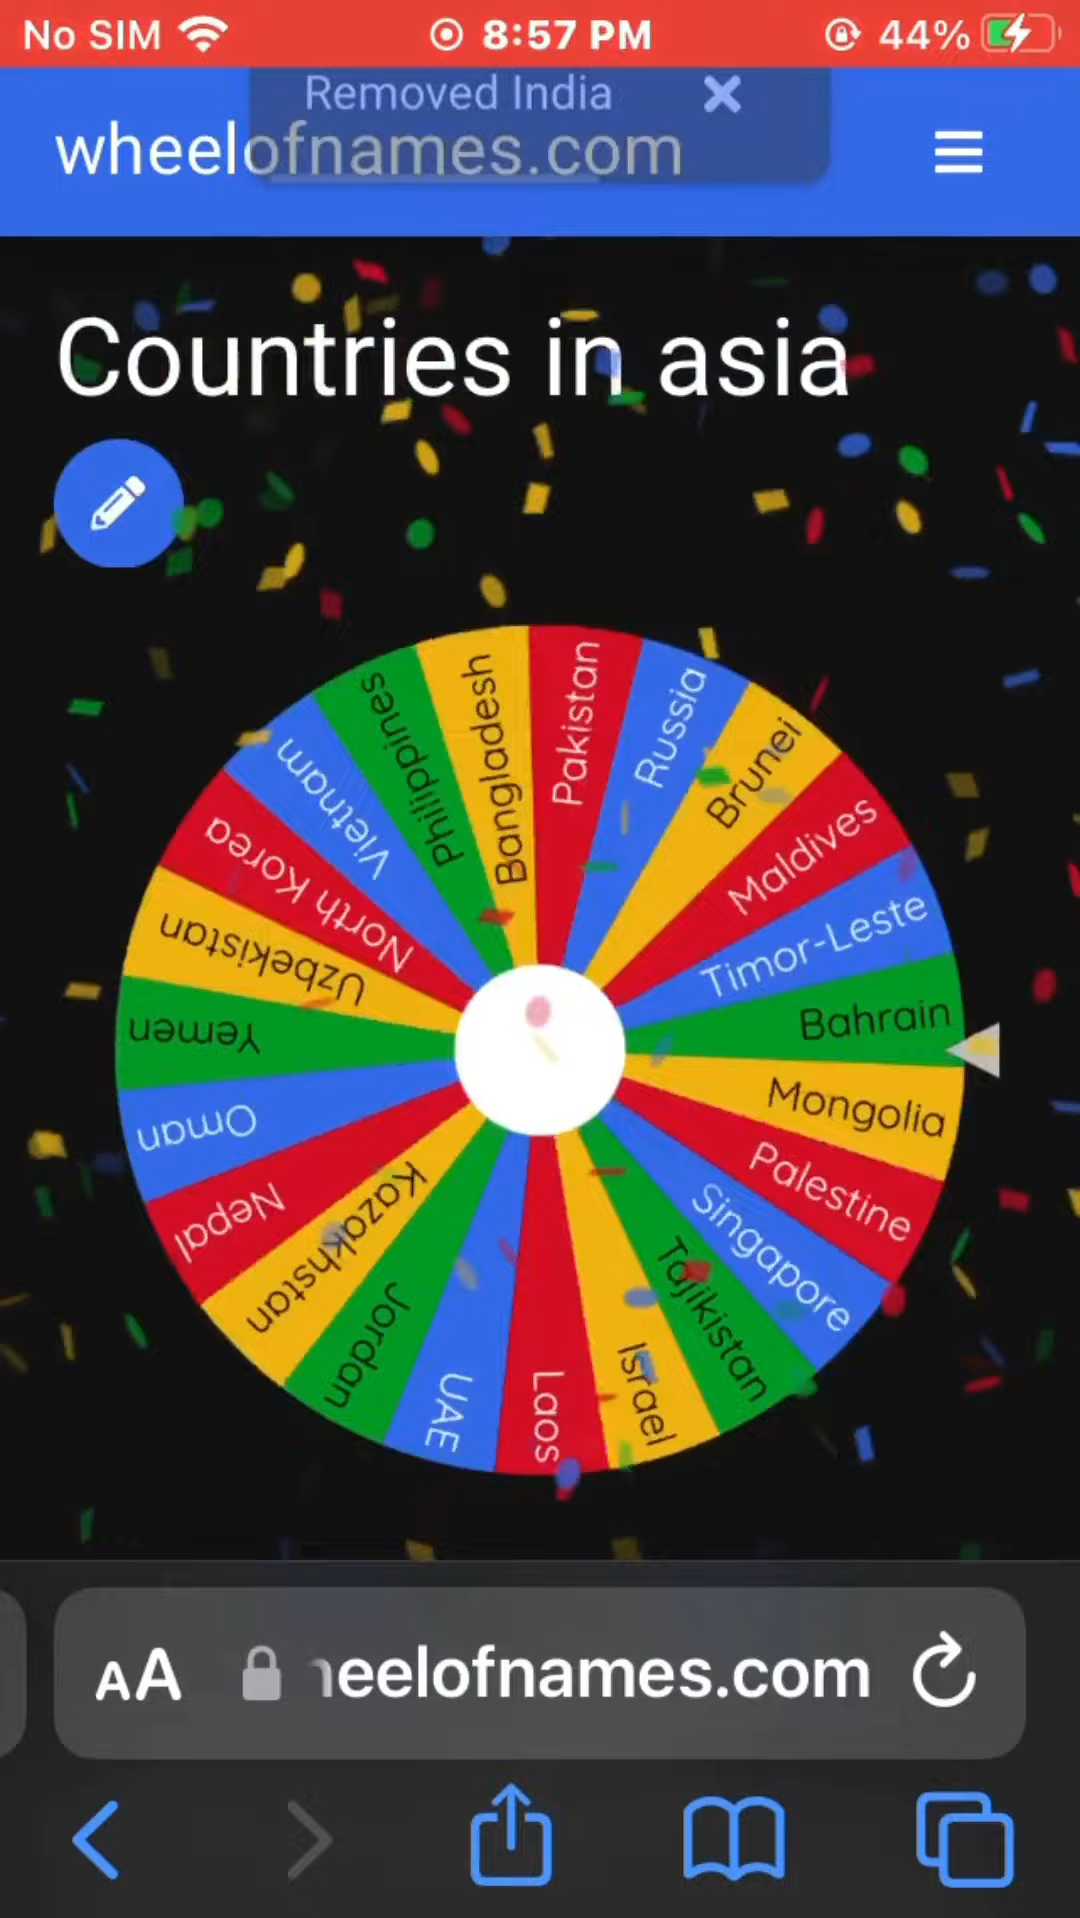 No SIM 8:57 PM 44%
Removed India
wheelofnames.com
Countries in asia
Pakistan
Russia
Brunei
Maldives
Timor-Leste
Bahrain
Mongolia
Palestine
Singapore
Tajikistan
Israel
Laos
UAE
Jordan
Kazakhstan
Nepal
Oman
Yemen
Uzbekistan
North Korea
Vietnam
Philippines
Bangladesh
AA eelofnames.com